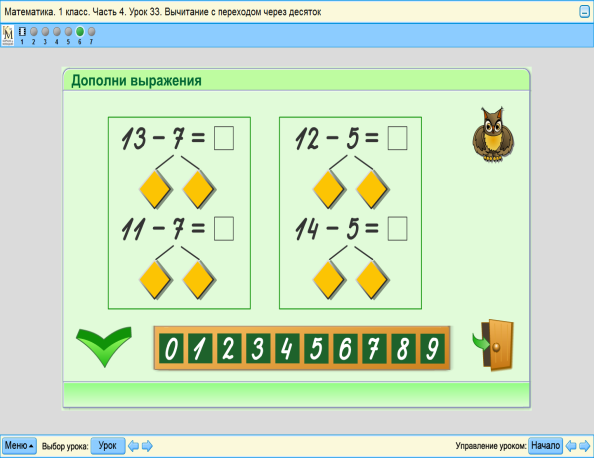 Математика. 1 класс. Часть 4. Урок 33. Вычитание с переходом через десяток
КМ
1 2 3 4 5 6 7
Дополни выражения
13 – 7 =
12 – 5 =
11 – 7 =
14 – 5 =
0 1 2 3 4 5 6 7 8 9
Меню Выбор урока: Урок Управление уроком: Начало